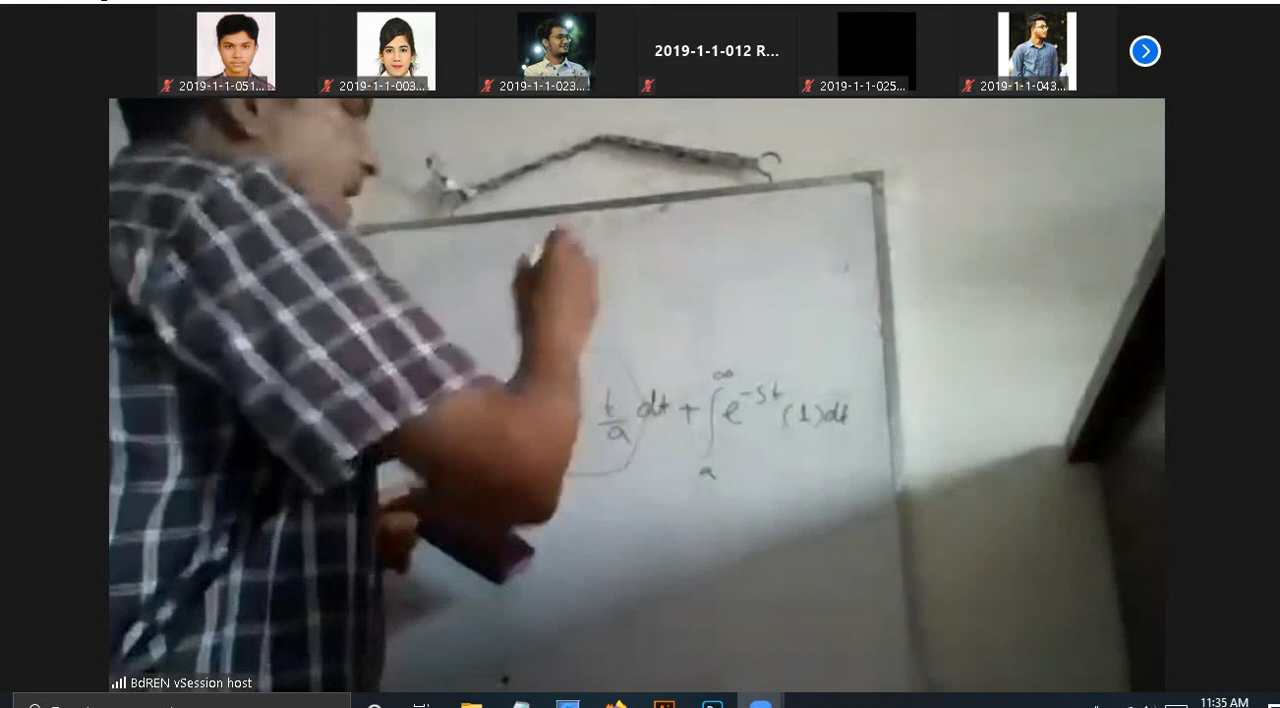 2019-1-1-012 R...
2019-1-1-051...
2019-1-1-003...
2019-1-1-023...
2019-1-1-025...
2019-1-1-043...
t/a dt + ∫_a^∞ e^{-st} (1)dt
BdREN vSession host
11:35 AM